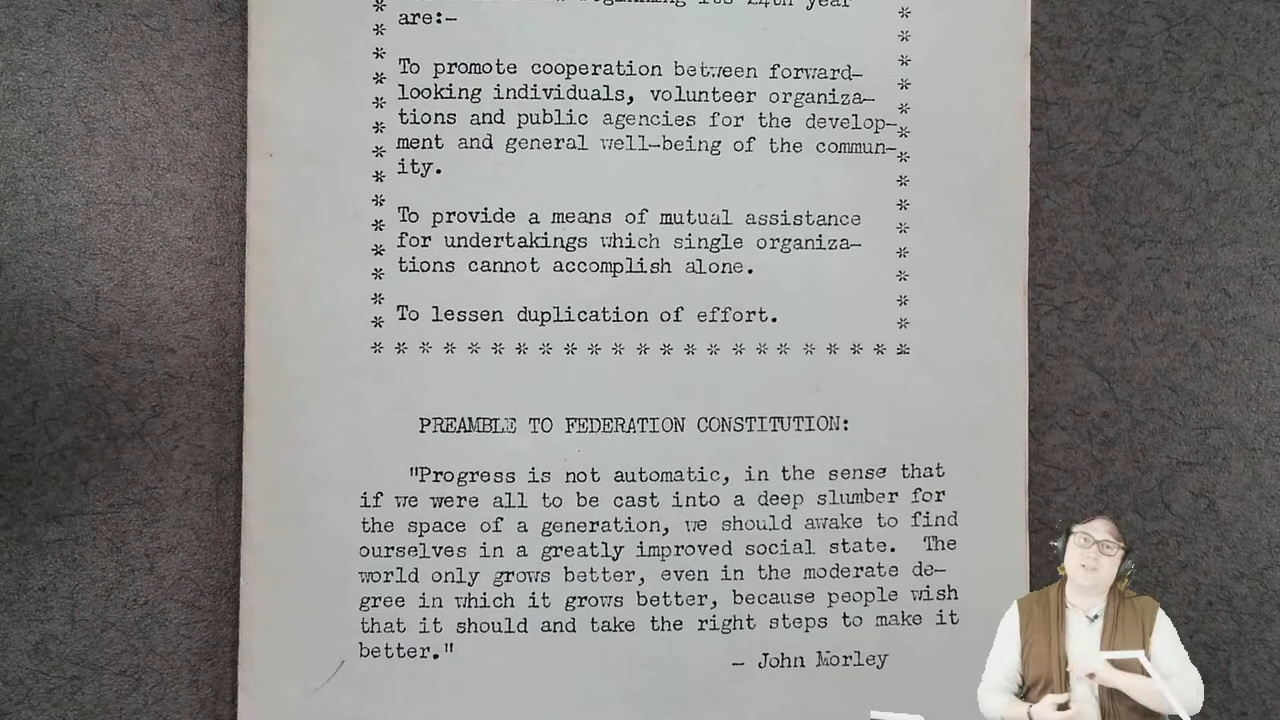 beginning its 24th year
are:-
To promote cooperation between forward-
looking individuals, volunteer organiza-
tions and public agencies for the develop-
ment and general well-being of the commun-
ity.
To provide a means of mutual assistance
for undertakings which single organiza-
tions cannot accomplish alone.
To lessen duplication of effort.
* * * * * * * * * * * * * * * * * * * * * * *
PREAMBLE TO FEDERATION CONSTITUTION:
"Progress is not automatic, in the sense that
if we were all to be cast into a deep slumber for
the space of a generation, we should awake to find
ourselves in a greatly improved social state. The
world only grows better, even in the moderate de-
gree in which it grows better, because people wish
that it should and take the right steps to make it
better."
- John Morley